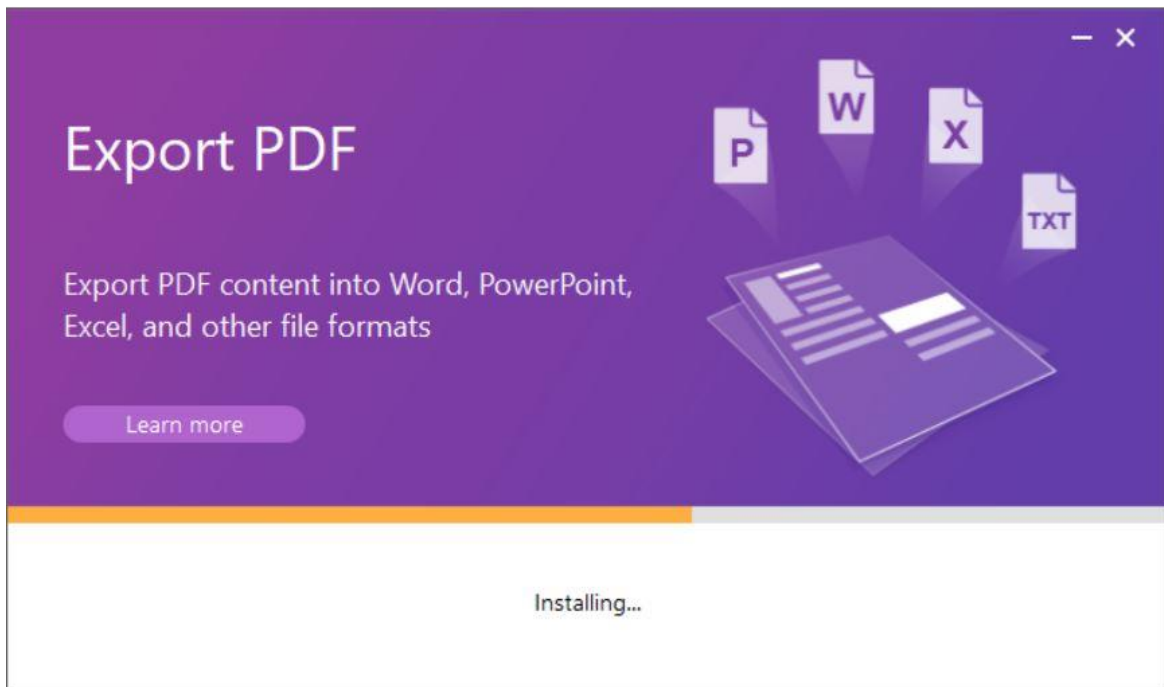 Export PDF
P
W
X
TXT
Export PDF content into Word, PowerPoint,
Excel, and other file formats
Learn more
Installing...